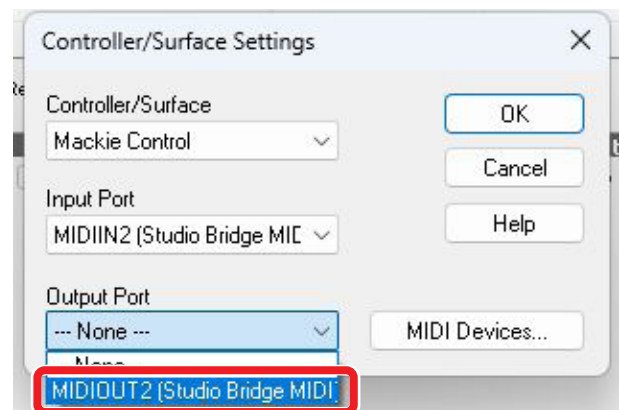 Controller/Surface Settings
Controller/Surface
OK
Mackie Control
Cancel
Input Port
Help
MIDIIN2 (Studio Bridge MIC
Output Port
--- None ---
MIDI Devices...
MIDIOUT2 (Studio Bridge MIDI